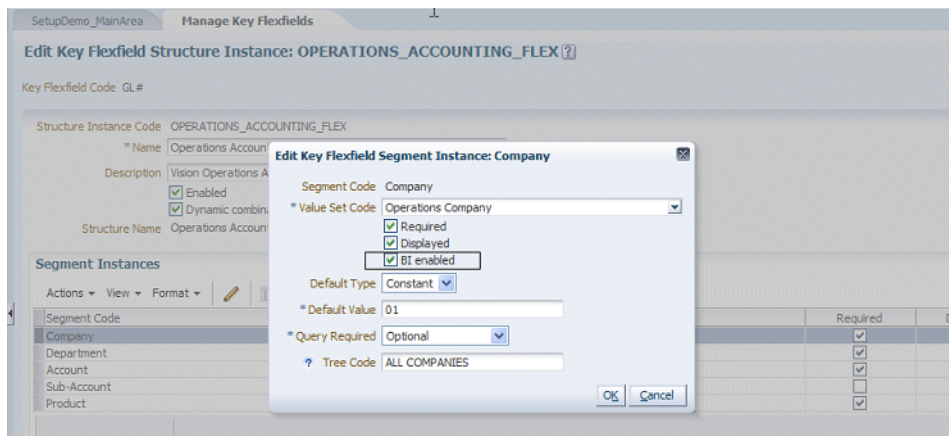 SetupDemo_MainArea Manage Key Flexfields
Edit Key Flexfield Structure Instance: OPERATIONS_ACCOUNTING_FLEX ?
Key Flexfield Code GL#
Structure Instance Code OPERATIONS_ACCOUNTING_FLEX
* Name Operations Accoun
Description Vision Operations A
Enabled
Dynamic combin
Structure Name Operations Accoun
Segment Instances
Actions View Format
Segment Code Required
Company
Department
Account
Sub-Account
Product
Edit Key Flexfield Segment Instance: Company
Segment Code Company
* Value Set Code Operations Company
Required
Displayed
BI enabled
Default Type Constant
* Default Value 01
* Query Required Optional
? Tree Code ALL COMPANIES
OK Cancel